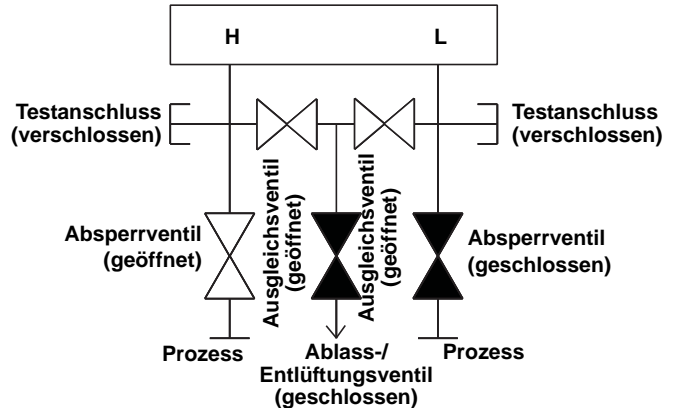 H
L
Testanschluss
(verschlossen)
Testanschluss
(verschlossen)
Absperrventil
(geöffnet)
Ausgleichsventil
(geöffnet)
Ausgleichsventil
(geöffnet)
Absperrventil
(geschlossen)
Prozess
Ablass-/
Entlüftungsventil
(geschlossen)
Prozess